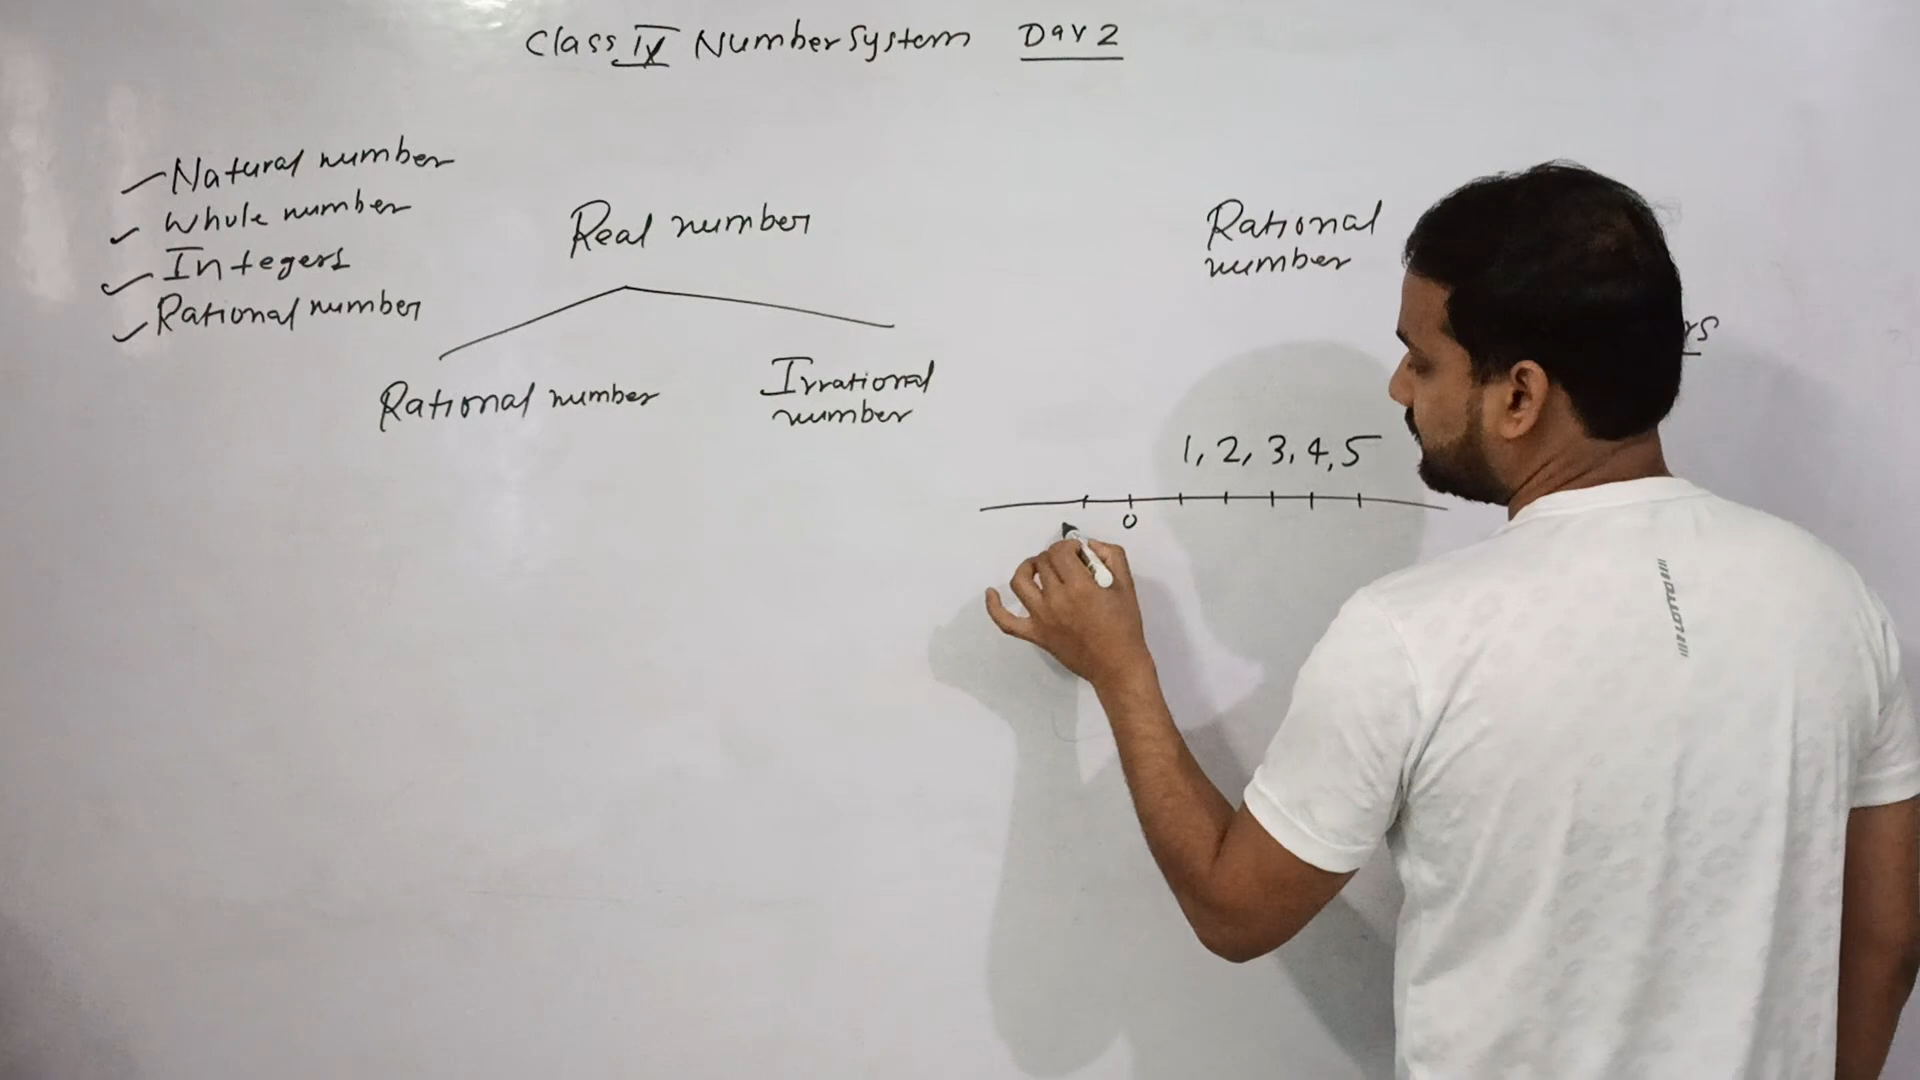 Class IX Number System Day 2
Natural number
Whole number
Integers
Rational number
Real number
Rational number
Irrational
number
Rational
number
1, 2, 3, 4, 5
0
LOTTO